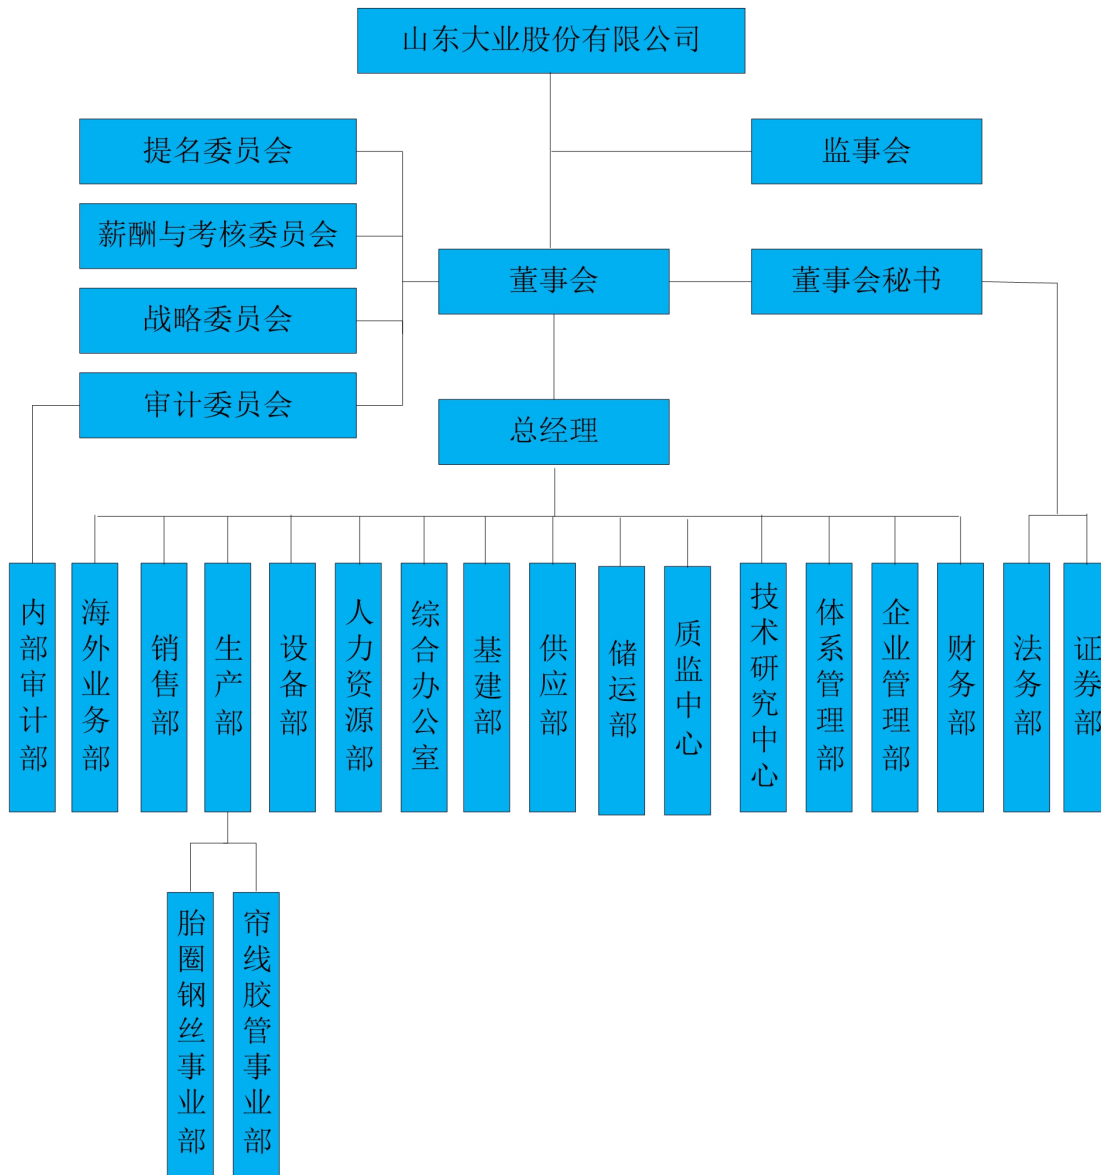 山东大业股份有限公司
提名委员会
监事会
薪酬与考核委员会
董事会
董事会秘书
战略委员会
审计委员会
总经理
内部审计部
海外业务部
销售部
生产部
设备部
人力资源部
综合办公室
基建部
供应部
储运部
质监中心
技术研究中心
体系管理部
企业管理部
财务部
法务部
证券部
胎圈钢丝事业部
帘线胶管事业部